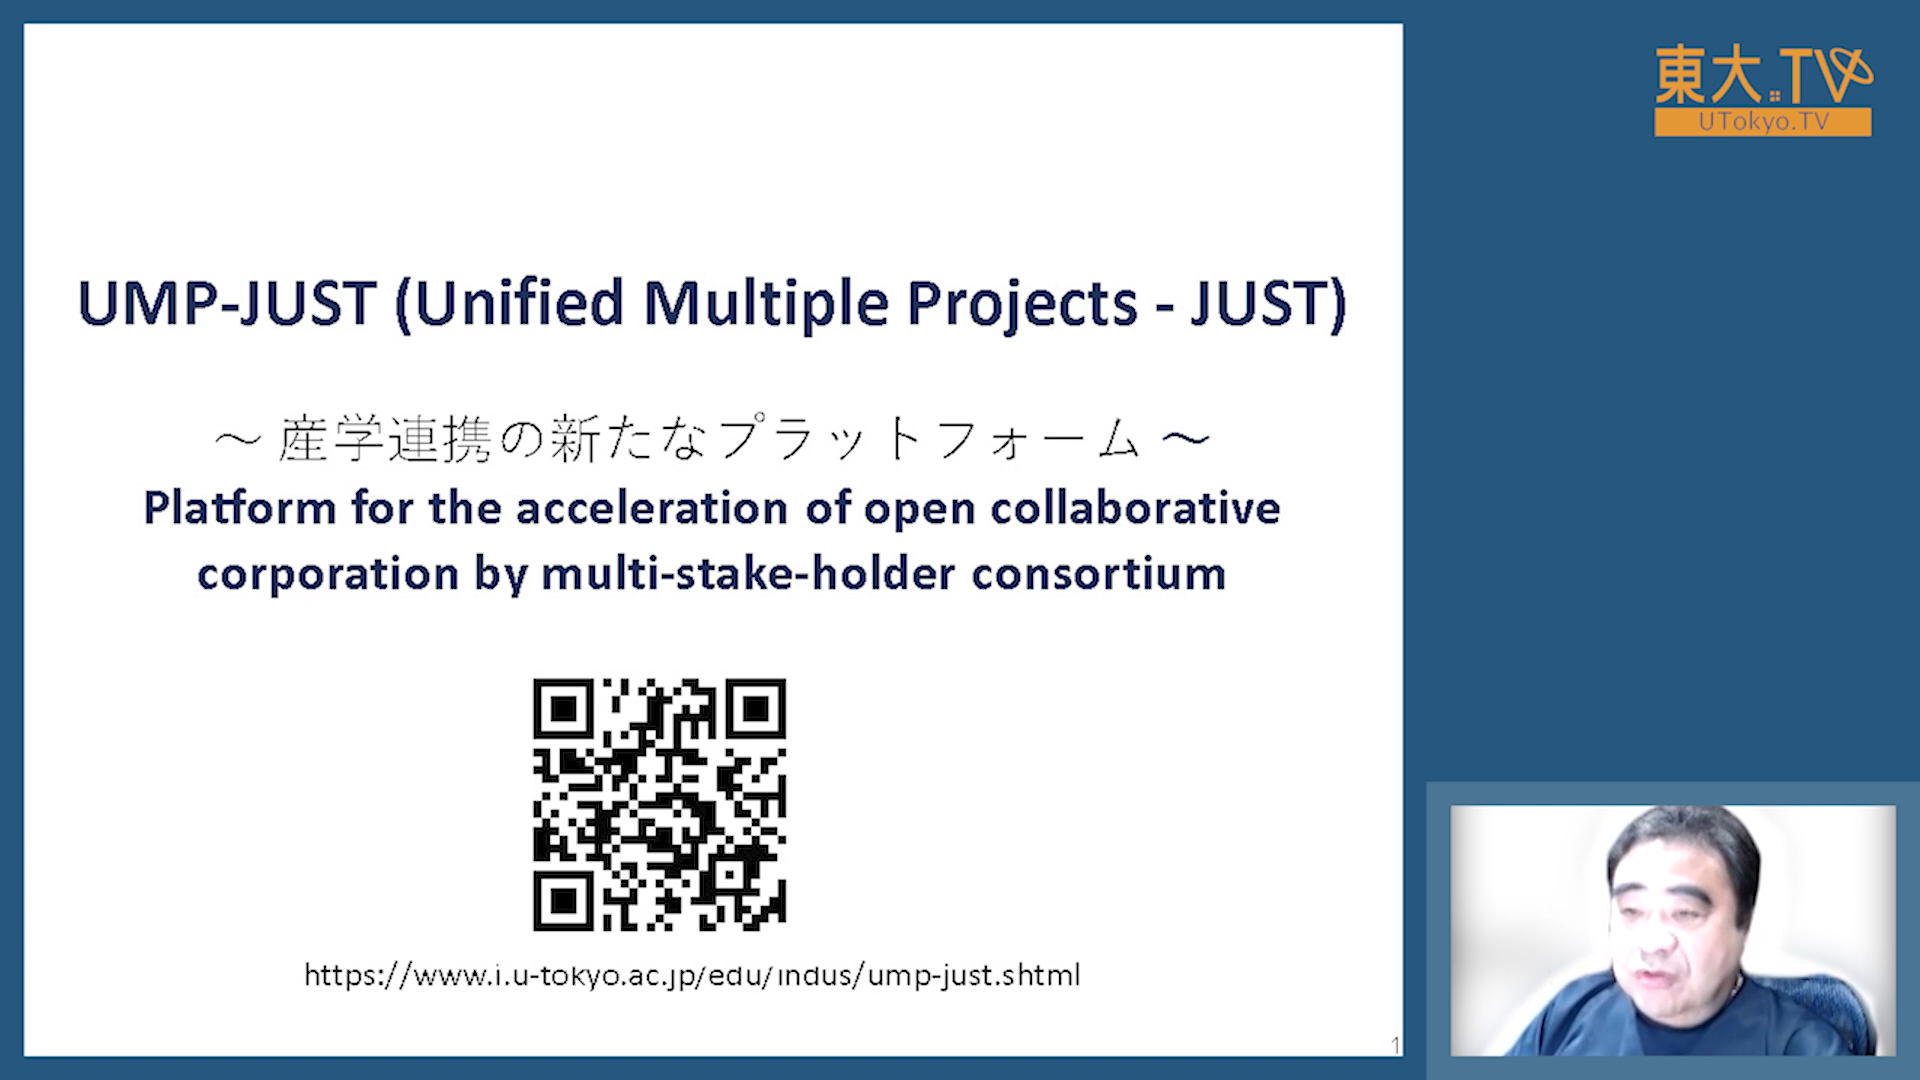 UMP-JUST (Unified Multiple Projects - JUST)
～ 産学連携の新たなプラットフォーム ～
Platform for the acceleration of open collaborative
corporation by multi-stake-holder consortium
https://www.i.u-tokyo.ac.jp/edu/indus/ump-just.shtml
1
東大.TV
UTokyo.TV